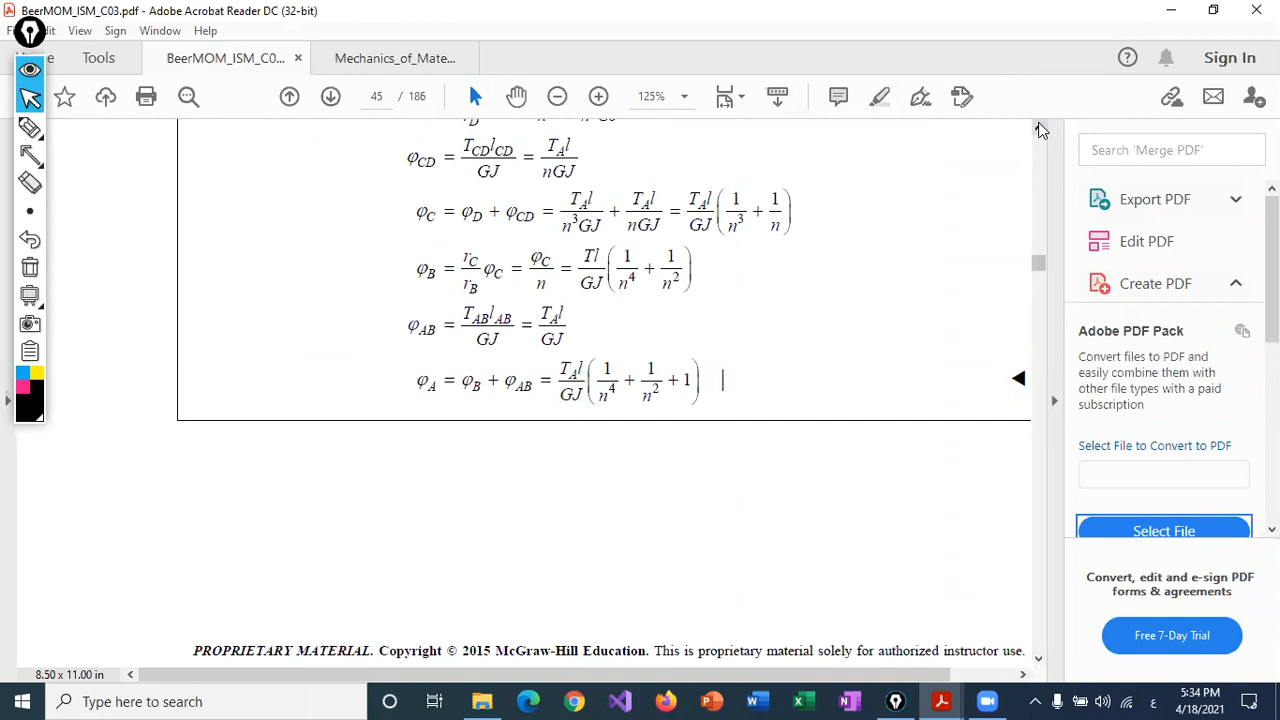 BeerMOM_ISM_C03.pdf - Adobe Acrobat Reader DC (32-bit)
View Sign Window Help
Tools BeerMOM_ISM_C0... × Mechanics_of_Mate...
Sign In
45 / 186 125%
φ_CD = T_CD l_CD / GJ = T_A l / nGJ
φ_C = φ_D + φ_CD = T_A l / n³GJ + T_A l / nGJ = T_A l / GJ (1/n³ + 1/n)
φ_B = r_C / r_B φ_C = φ_C / n = Tl / GJ (1/n⁴ + 1/n²)
φ_AB = T_AB l_AB / GJ = T_A l / GJ
φ_A = φ_B + φ_AB = T_A l / GJ (1/n⁴ + 1/n² + 1)
PROPRIETARY MATERIAL. Copyright © 2015 McGraw-Hill Education. This is proprietary material solely for authorized instructor use.
8.50 x 11.00 in
Search 'Merge PDF'
Export PDF
Edit PDF
Create PDF
Adobe PDF Pack
Convert files to PDF and
easily combine them with
other file types with a paid
subscription
Select File to Convert to PDF
Select File
Convert, edit and e-sign PDF
forms & agreements
Free 7-Day Trial
Type here to search
ع
5:34 PM
4/18/2021